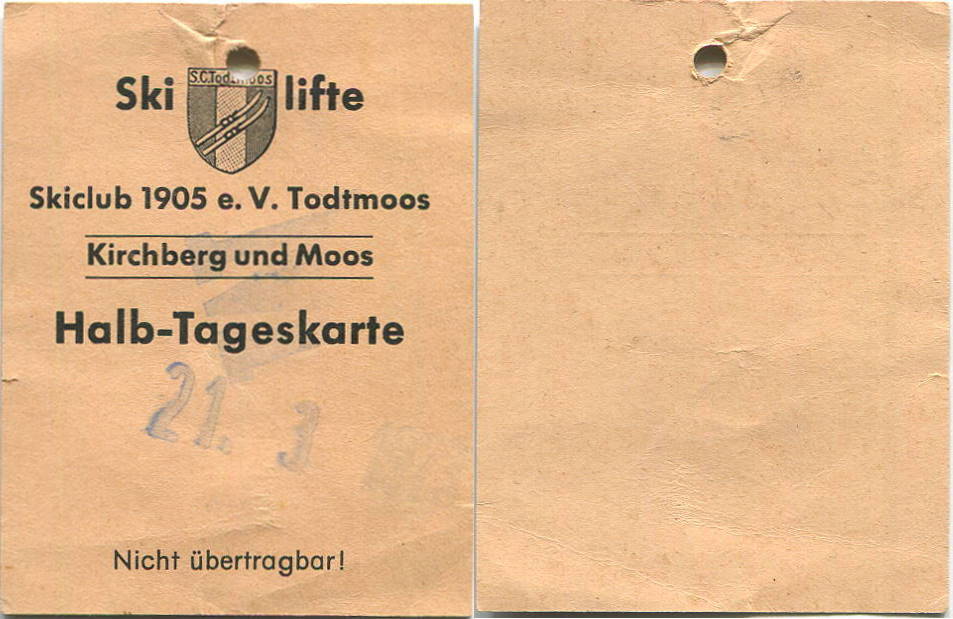 S.C. Todtmoos
Ski lifte
Skiclub 1905 e. V. Todtmoos
Kirchberg und Moos
Halb-Tageskarte
21. 3
Nicht übertragbar!